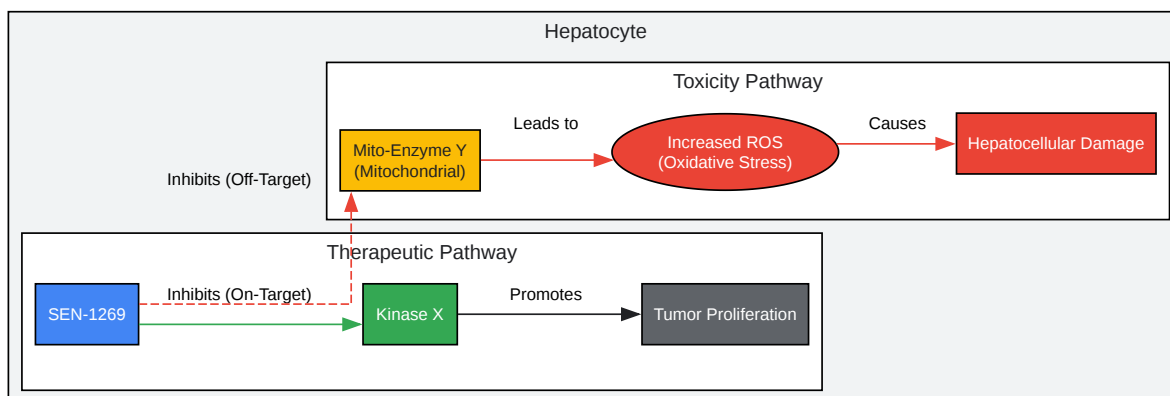 Hepatocyte
Toxicity Pathway
Leads to
Causes
Mito-Enzyme Y
(Mitochondrial)
Increased ROS
(Oxidative Stress)
Hepatocellular Damage
Inhibits (Off-Target)
Therapeutic Pathway
SEN-1269
Inhibits (On-Target)
Kinase X
Promotes
Tumor Proliferation